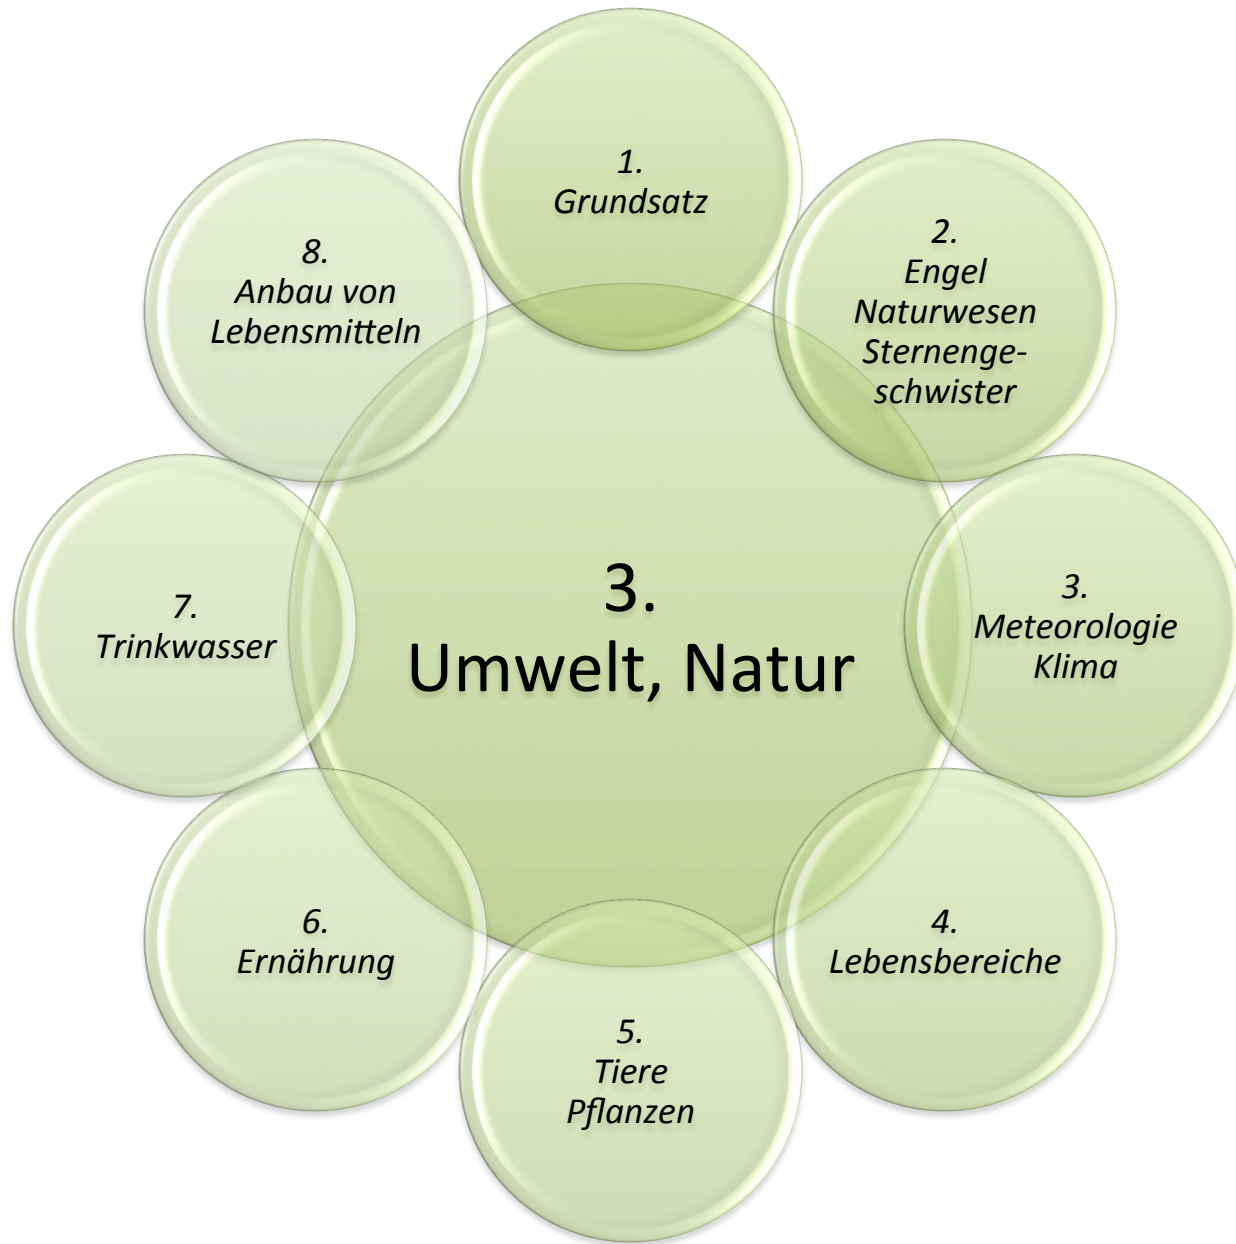 3.
Umwelt, Natur
1.
Grundsatz
2.
Engel
Naturwesen
Sternenge-
schwister
3.
Meteorologie
Klima
4.
Lebensbereiche
5.
Tiere
Pflanzen
6.
Ernährung
7.
Trinkwasser
8.
Anbau von
Lebensmitteln